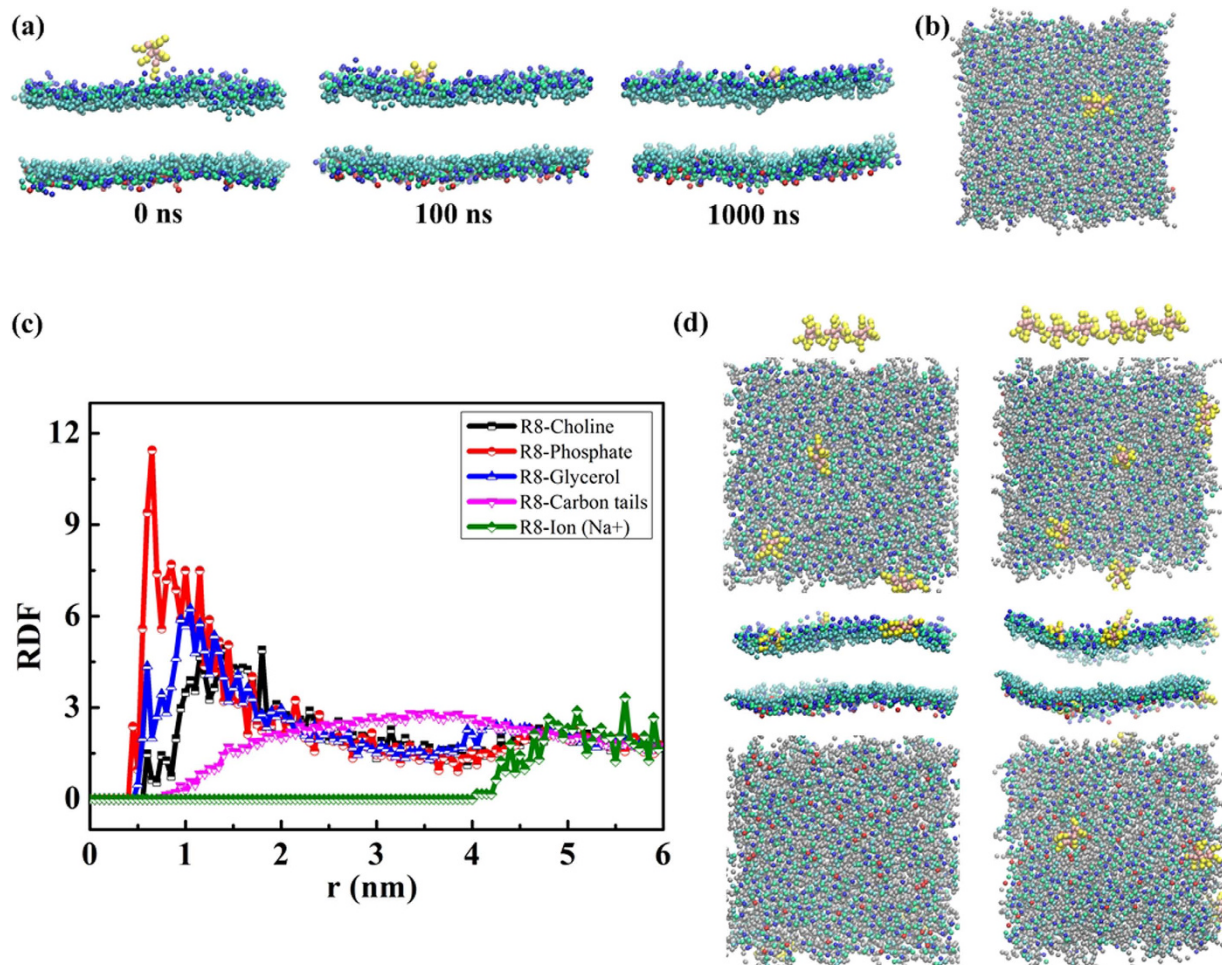 (a)
(b)
0 ns
100 ns
1000 ns
(c)
(d)
12
9
6
3
0
RDF
R8-Choline
R8-Phosphate
R8-Glycerol
R8-Carbon tails
R8-Ion (Na+)
0
1
2
3
4
5
6
r (nm)